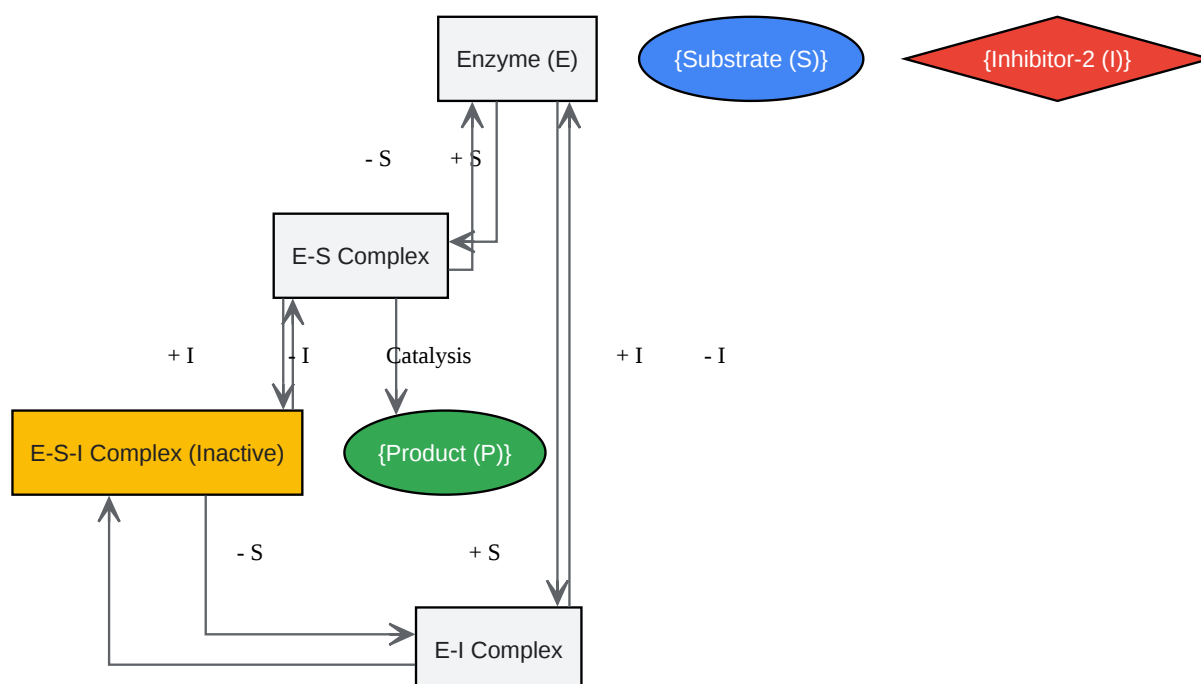 Enzyme (E)
{Substrate (S)}
{Inhibitor-2 (I)}
- S
+ S
E-S Complex
+ I
- I
Catalysis
+ I
- I
E-S-I Complex (Inactive)
{Product (P)}
- S
+ S
E-I Complex